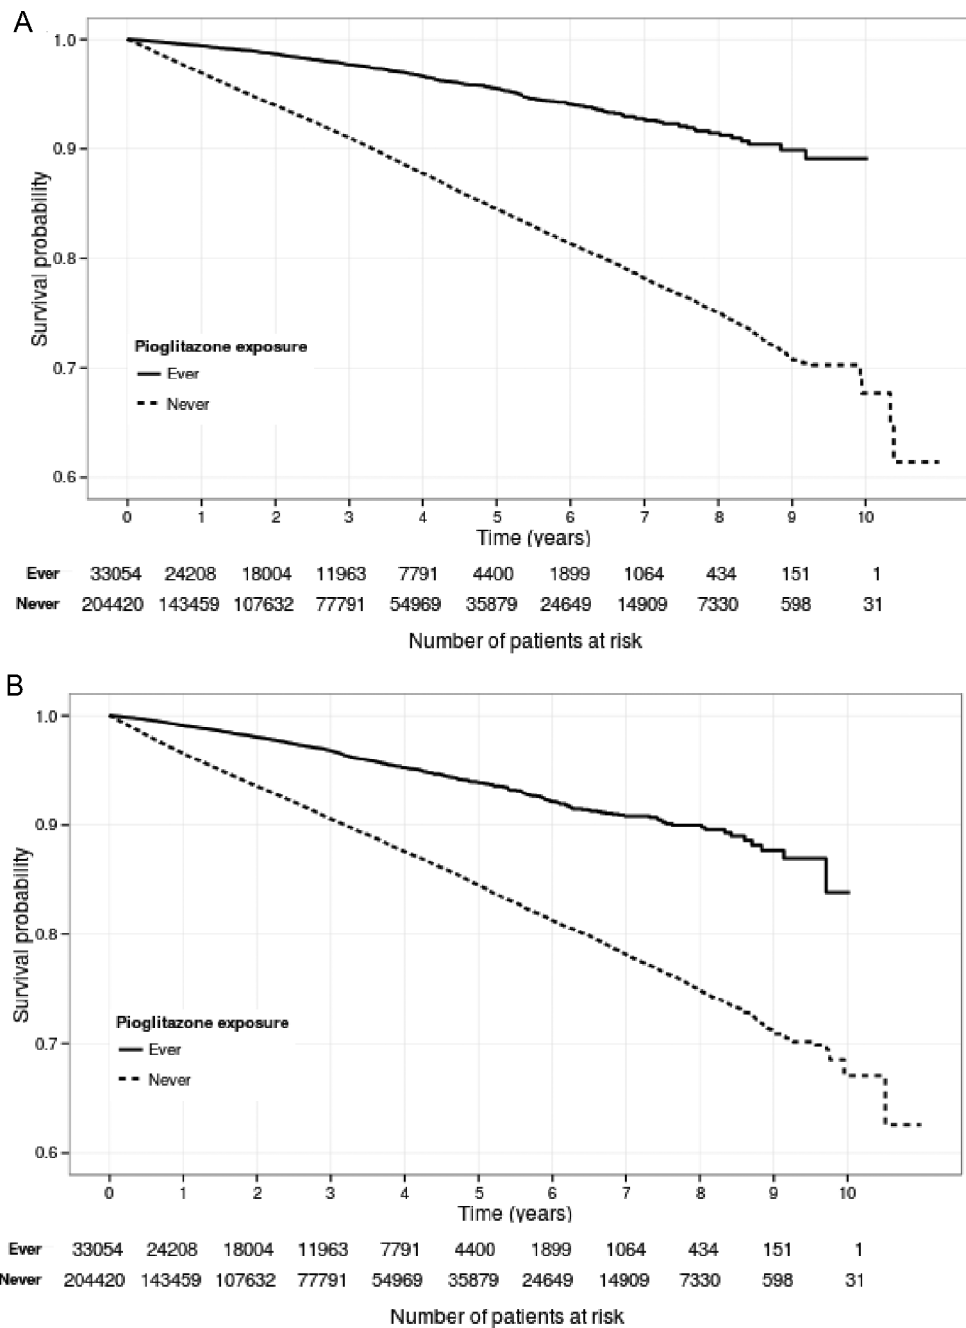 A
1.0
0.9
0.8
0.7
0.6
Survival probability
Pioglitazone exposure
Ever
Never
0 1 2 3 4 5 6 7 8 9 10
Time (years)
Ever 33054 24208 18004 11963 7791 4400 1899 1064 434 151 1
Never 204420 143459 107632 77791 54969 35879 24649 14909 7330 598 31
Number of patients at risk
B
1.0
0.9
0.8
0.7
0.6
Survival probability
Pioglitazone exposure
Ever
Never
0 1 2 3 4 5 6 7 8 9 10
Time (years)
Ever 33054 24208 18004 11963 7791 4400 1899 1064 434 151 1
Never 204420 143459 107632 77791 54969 35879 24649 14909 7330 598 31
Number of patients at risk